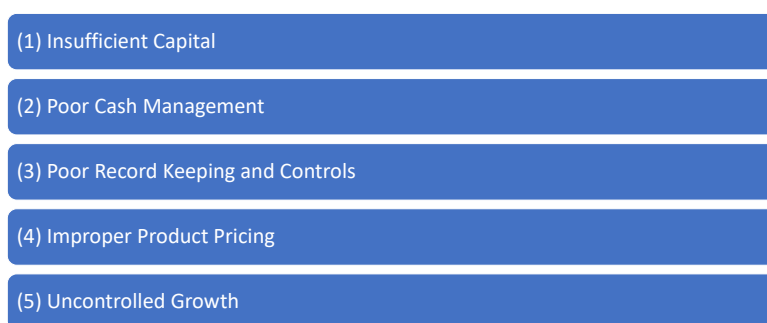 (1) Insufficient Capital
(2) Poor Cash Management
(3) Poor Record Keeping and Controls
(4) Improper Product Pricing
(5) Uncontrolled Growth